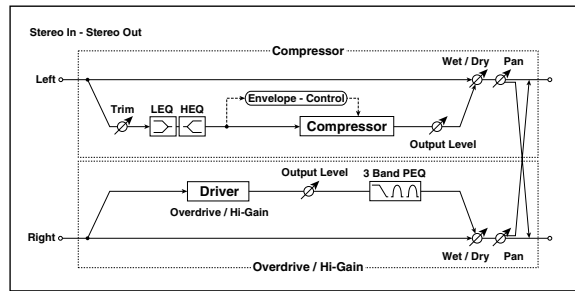 Stereo In - Stereo Out
Compressor
Wet / Dry Pan
Left
Trim LEQ HEQ Envelope - Control
Compressor
Output Level
Output Level 3 Band PEQ
Driver
Overdrive / Hi-Gain
Right
Wet / Dry Pan
Overdrive / Hi-Gain